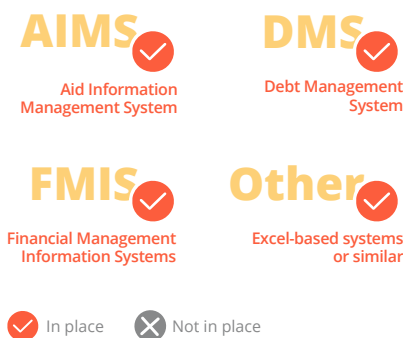 AIMS
Aid Information
Management System
DMS
Debt Management
System
FMIS
Financial Management
Information Systems
Other
Excel-based systems
or similar
In place
Not in place